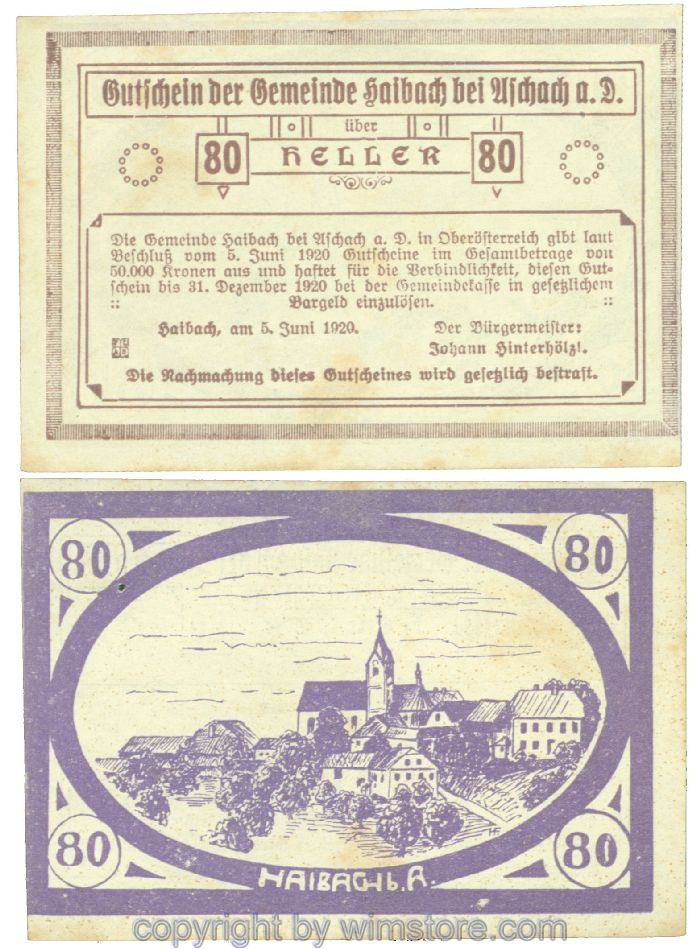 Gutschein der Gemeinde Haibach bei Aschach a. D.
über
80 HELLER 80
Die Gemeinde Haibach bei Aschach a. D. in Oberösterreich gibt laut
Beschluß vom 5. Juni 1920 Gutscheine im Gesamtbetrage von
50.000 Kronen aus und haftet für die Verbindlichkeit, diesen Gut=
schein bis 31. Dezember 1920 bei der Gemeindekasse in gesetzlichem
:: Bargeld einzulösen. ::
Haibach, am 5. Juni 1920. Der Bürgermeister:
Johann Hinterhölzl.
Die Nachmachung dieses Gutscheines wird gesetzlich bestraft.
80 80
80 80
HAIBACH b. A.
copyright by wimstore.com